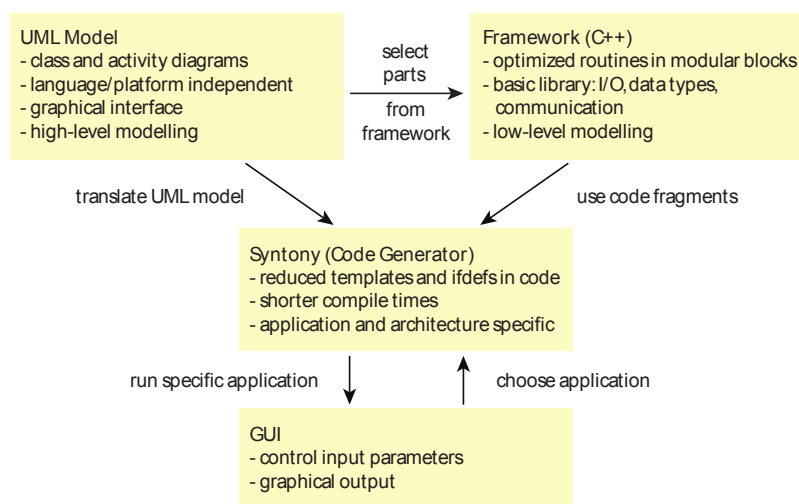 UML Model
- class and activity diagrams
- language/platform independent
- graphical interface
- high-level modelling
select
parts
from
framework
Framework (C++)
- optimized routines in modular blocks
- basic library: I/O, data types,
communication
- low-level modelling
translate UML model
use code fragments
Syntony (Code Generator)
- reduced templates and ifdefs in code
- shorter compile times
- application and architecture specific
run specific application
choose application
GUI
- control input parameters
- graphical output